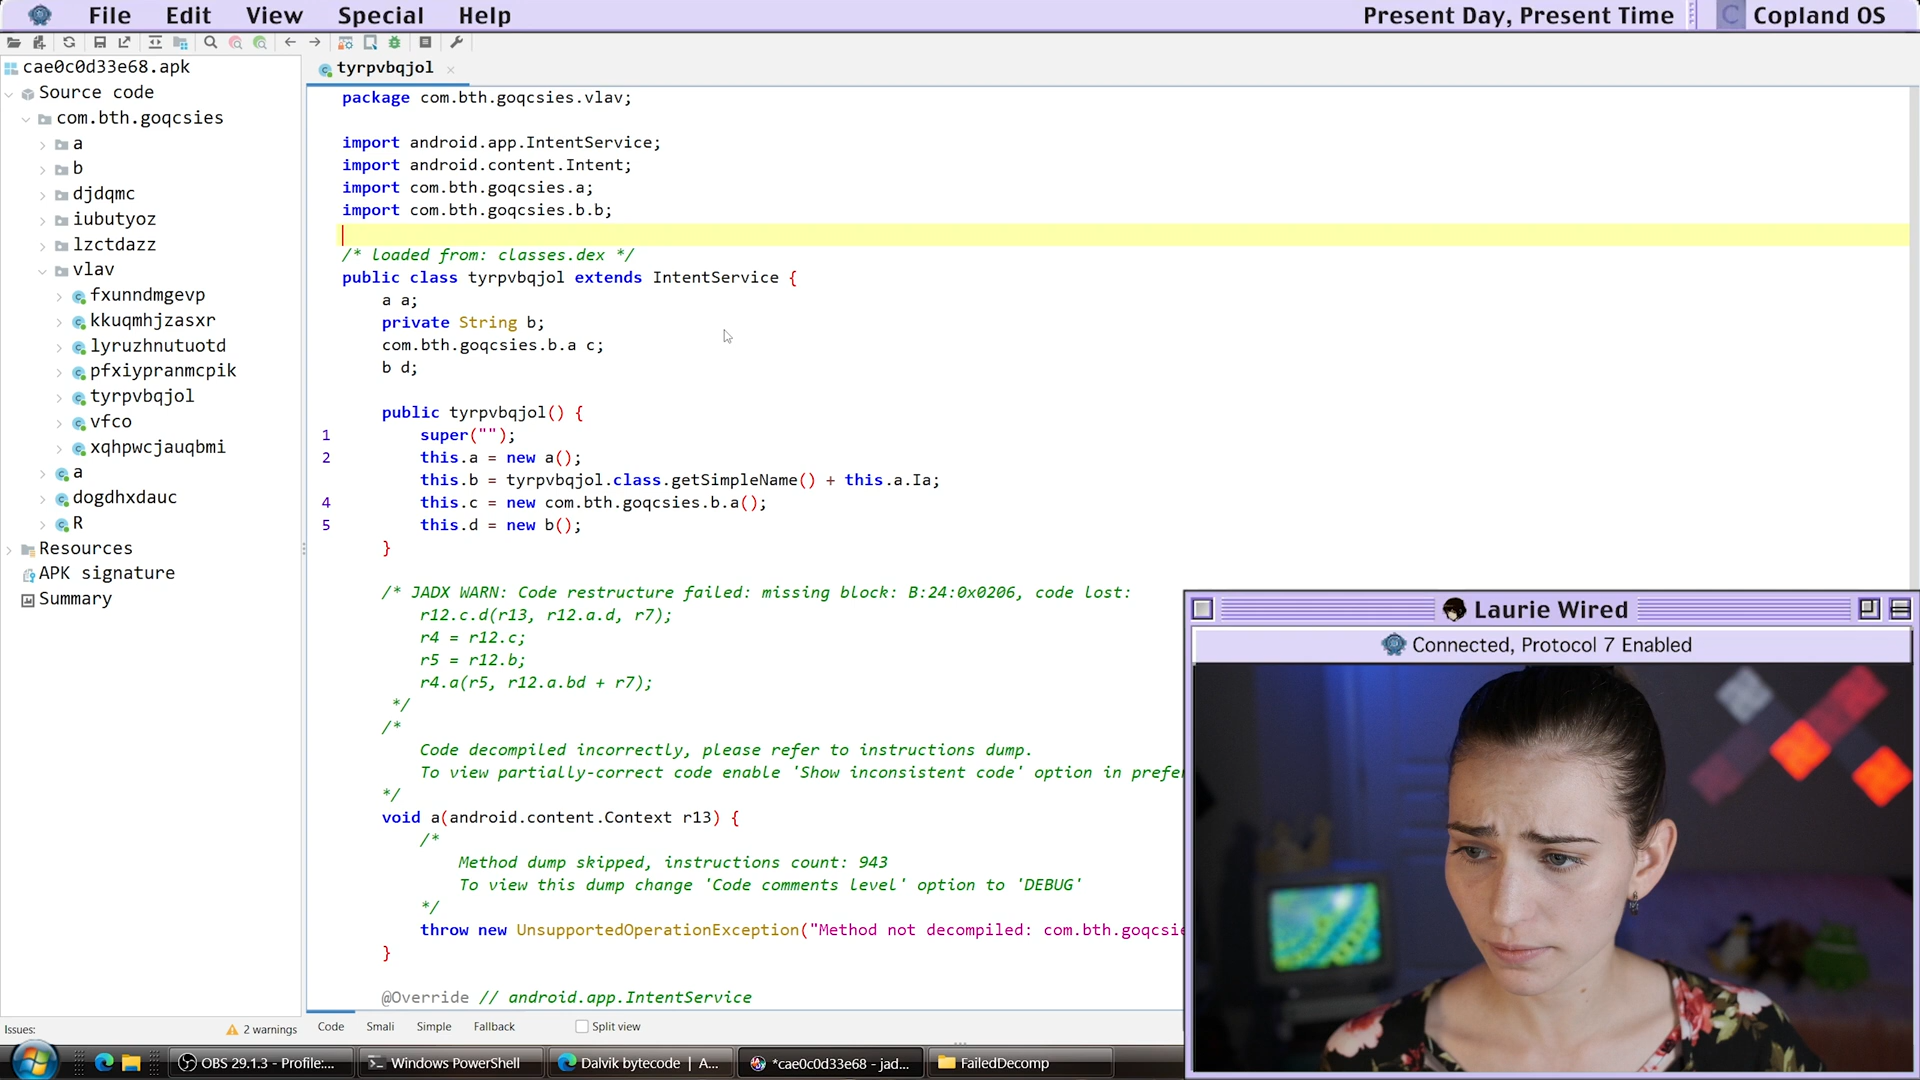 File Edit View Special Help
Present Day, Present Time
C Copland OS
cae0c0d33e68.apk
Source code
com.bth.goqcsies
a
b
djdqmc
iubutyoz
lzctdazz
vlav
fxunndmgevp
kkuqmhjzasxr
lyruzhnutuotd
pfxiypranmcpik
tyrpvbqjol
vfco
xqhpwcjauqbmi
a
dogdhxdauc
R
Resources
APK signature
Summary
Issues:
2 warnings
tyrpvbqjol
package com.bth.goqcsies.vlav;
import android.app.IntentService;
import android.content.Intent;
import com.bth.goqcsies.a;
import com.bth.goqcsies.b.b;
/* loaded from: classes.dex */
public class tyrpvbqjol extends IntentService {
a a;
private String b;
com.bth.goqcsies.b.a c;
b d;
public tyrpvbqjol() {
1 super("");
2 this.a = new a();
this.b = tyrpvbqjol.class.getSimpleName() + this.a.Ia;
4 this.c = new com.bth.goqcsies.b.a();
5 this.d = new b();
}
/* JADX WARN: Code restructure failed: missing block: B:24:0x0206, code lost:
r12.c.d(r13, r12.a.d, r7);
r4 = r12.c;
r5 = r12.b;
r4.a(r5, r12.a.bd + r7);
*/
/*
Code decompiled incorrectly, please refer to instructions dump.
To view partially-correct code enable 'Show inconsistent code' option in prefer
*/
void a(android.content.Context r13) {
/*
Method dump skipped, instructions count: 943
To view this dump change 'Code comments level' option to 'DEBUG'
*/
throw new UnsupportedOperationException("Method not decompiled: com.bth.goqcsie
}
@Override // android.app.IntentService
Code Smali Simple Fallback Split view
Laurie Wired
Connected, Protocol 7 Enabled
OBS 29.1.3 - Profile:...
Windows PowerShell
Dalvik bytecode | A...
*cae0c0d33e68 - jad...
FailedDecomp